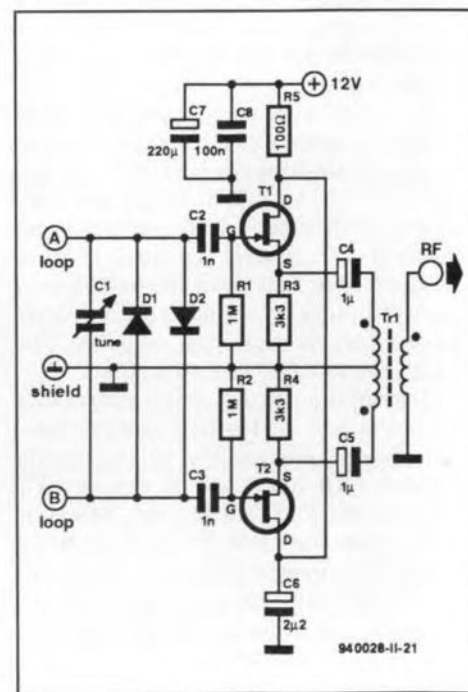 12V
R5
100Ω
C7
C8
220µ
100n
T1
D
G
S
C2
1n
A
loop
C1
tune
D1
D2
R1
1M
R3
3k3
C4
1µ
RF
Tr1
shield
R2
1M
R4
3k3
C5
1µ
B
loop
C3
1n
G
S
T2
D
C6
2µ2
940028-II-21